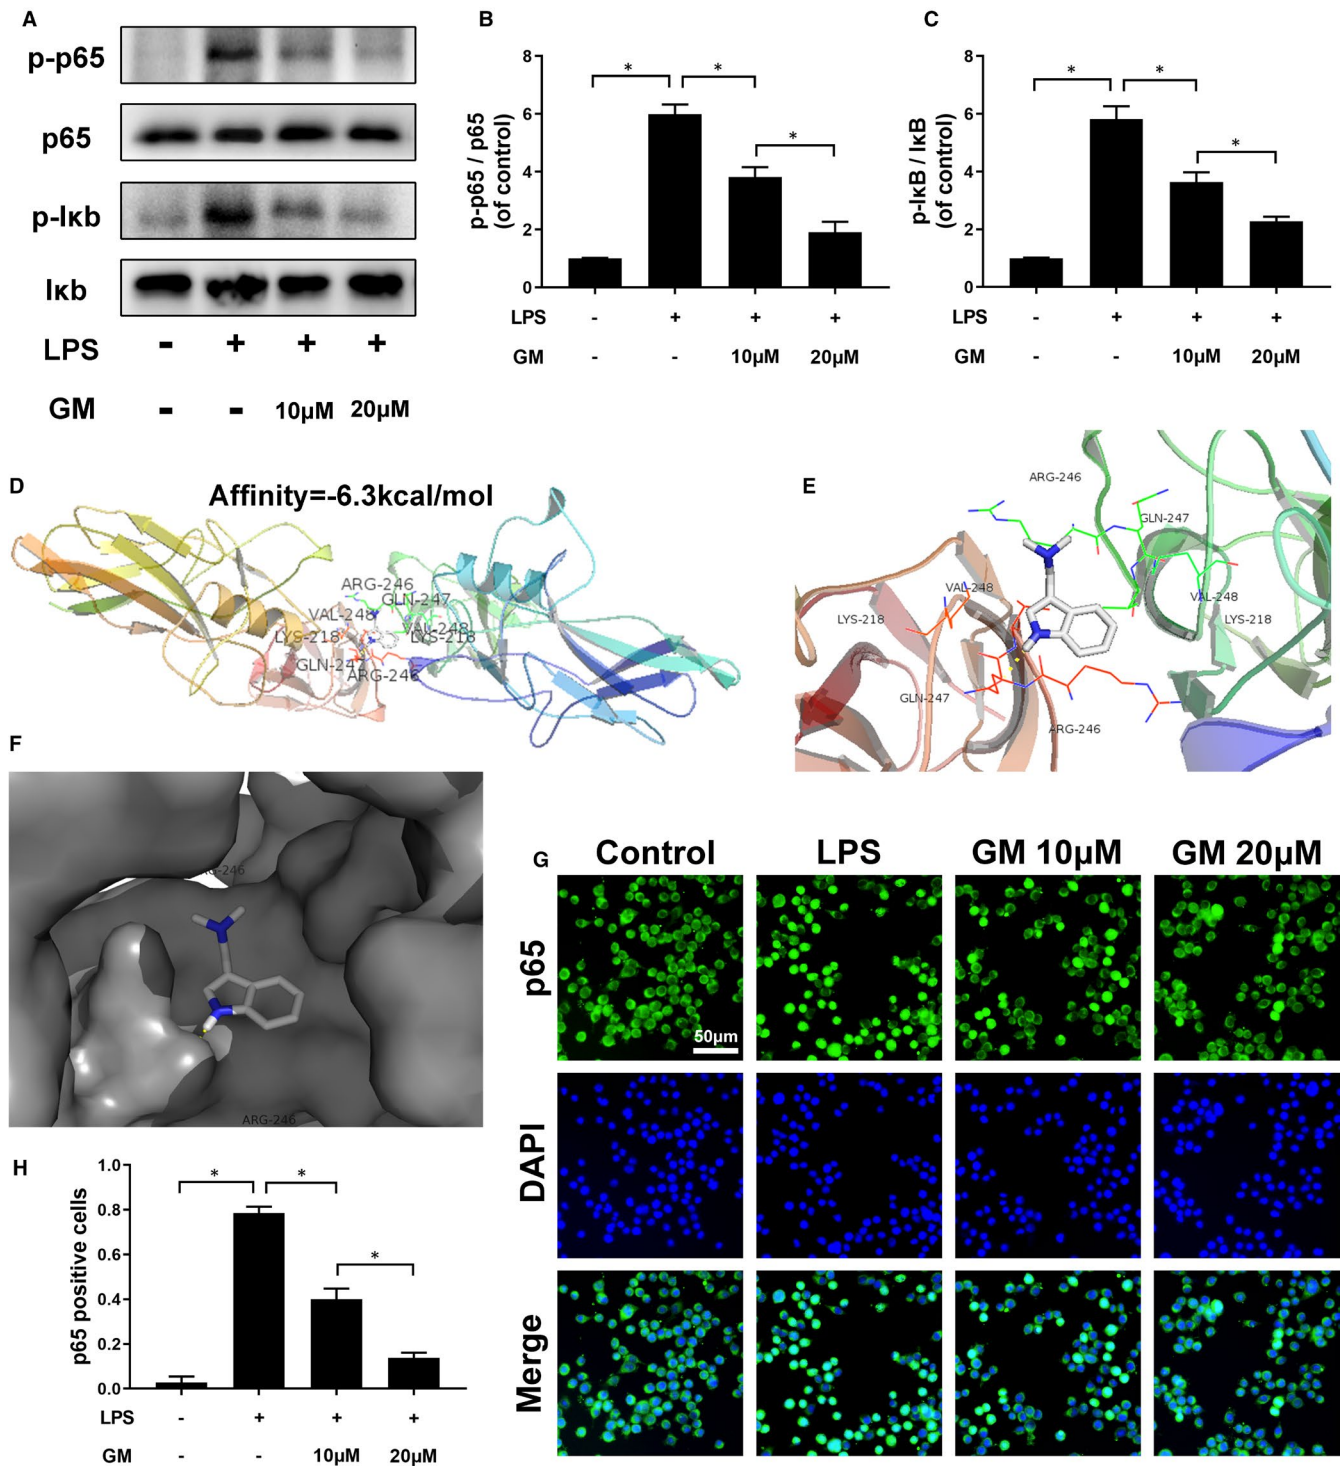 A
p-p65
p65
p-Iκb
Iκb
LPS - + + +
GM - - 10μM 20μM
B
p-p65 / p65
(of control)
8
6
4
2
0
* * *
LPS - + + +
GM - - 10μM 20μM
C
p-IκB / IκB
(of control)
8
6
4
2
0
* * *
LPS - + + +
GM - - 10μM 20μM
D
Affinity=-6.3kcal/mol
ARG-246
GLN-247
VAL-248
VAL-248
LYS-218
LYS-218
GLN-247
ARG-246
E
ARG-246
GLN-247
VAL-248
VAL-248
LYS-218
LYS-218
GLN-247
ARG-246
F
ARG-246
G
Control LPS GM 10μM GM 20μM
p65
50μm
DAPI
Merge
H
p65 positive cells
1.0
0.8
0.6
0.4
0.2
0.0
* * *
LPS - + + +
GM - - 10μM 20μM